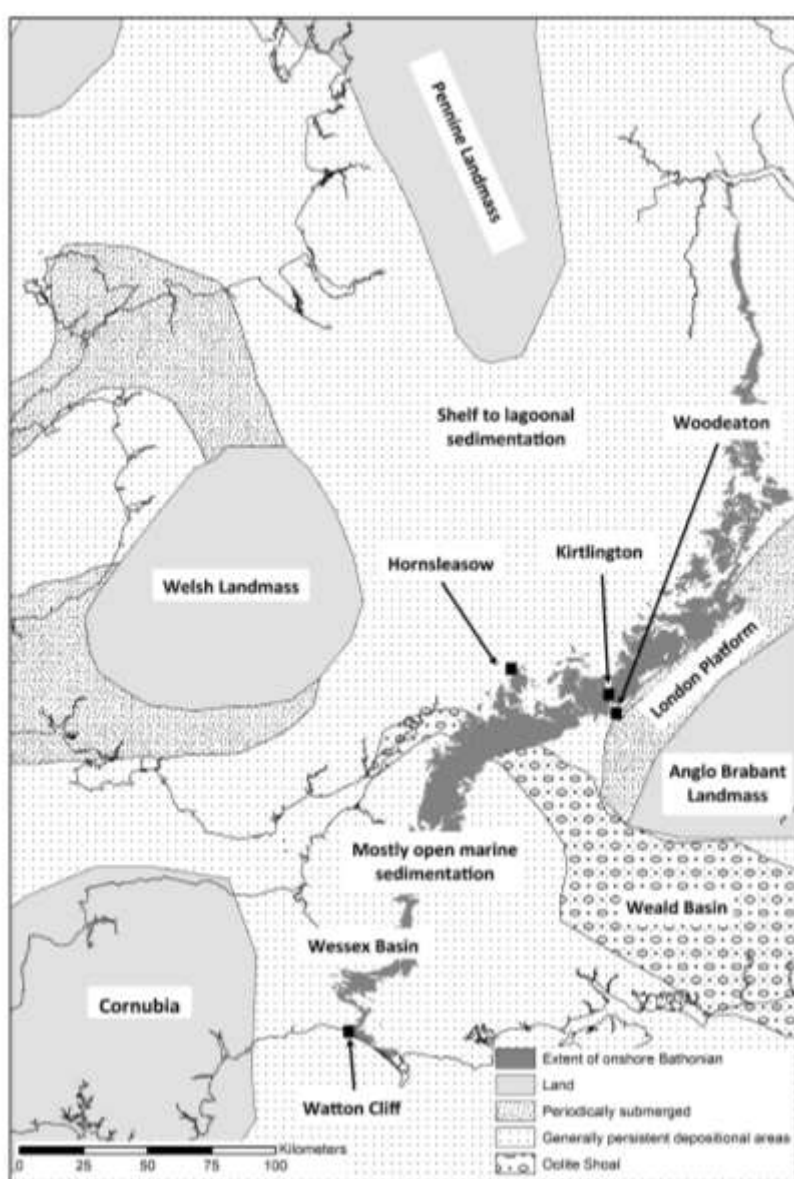 Pennine Landmass
Shelf to lagoonal
sedimentation
Woodeaton
Hornsleasow
Kirtlington
Welsh Landmass
London Platform
Anglo Brabant
Landmass
Mostly open marine
sedimentation
Weald Basin
Wessex Basin
Cornubia
Watton Cliff
Extent of onshore Bathonian
Land
Periodically submerged
Generally persistent depositional areas
Oolite Shoal
Kilometers
0 25 50 75 100